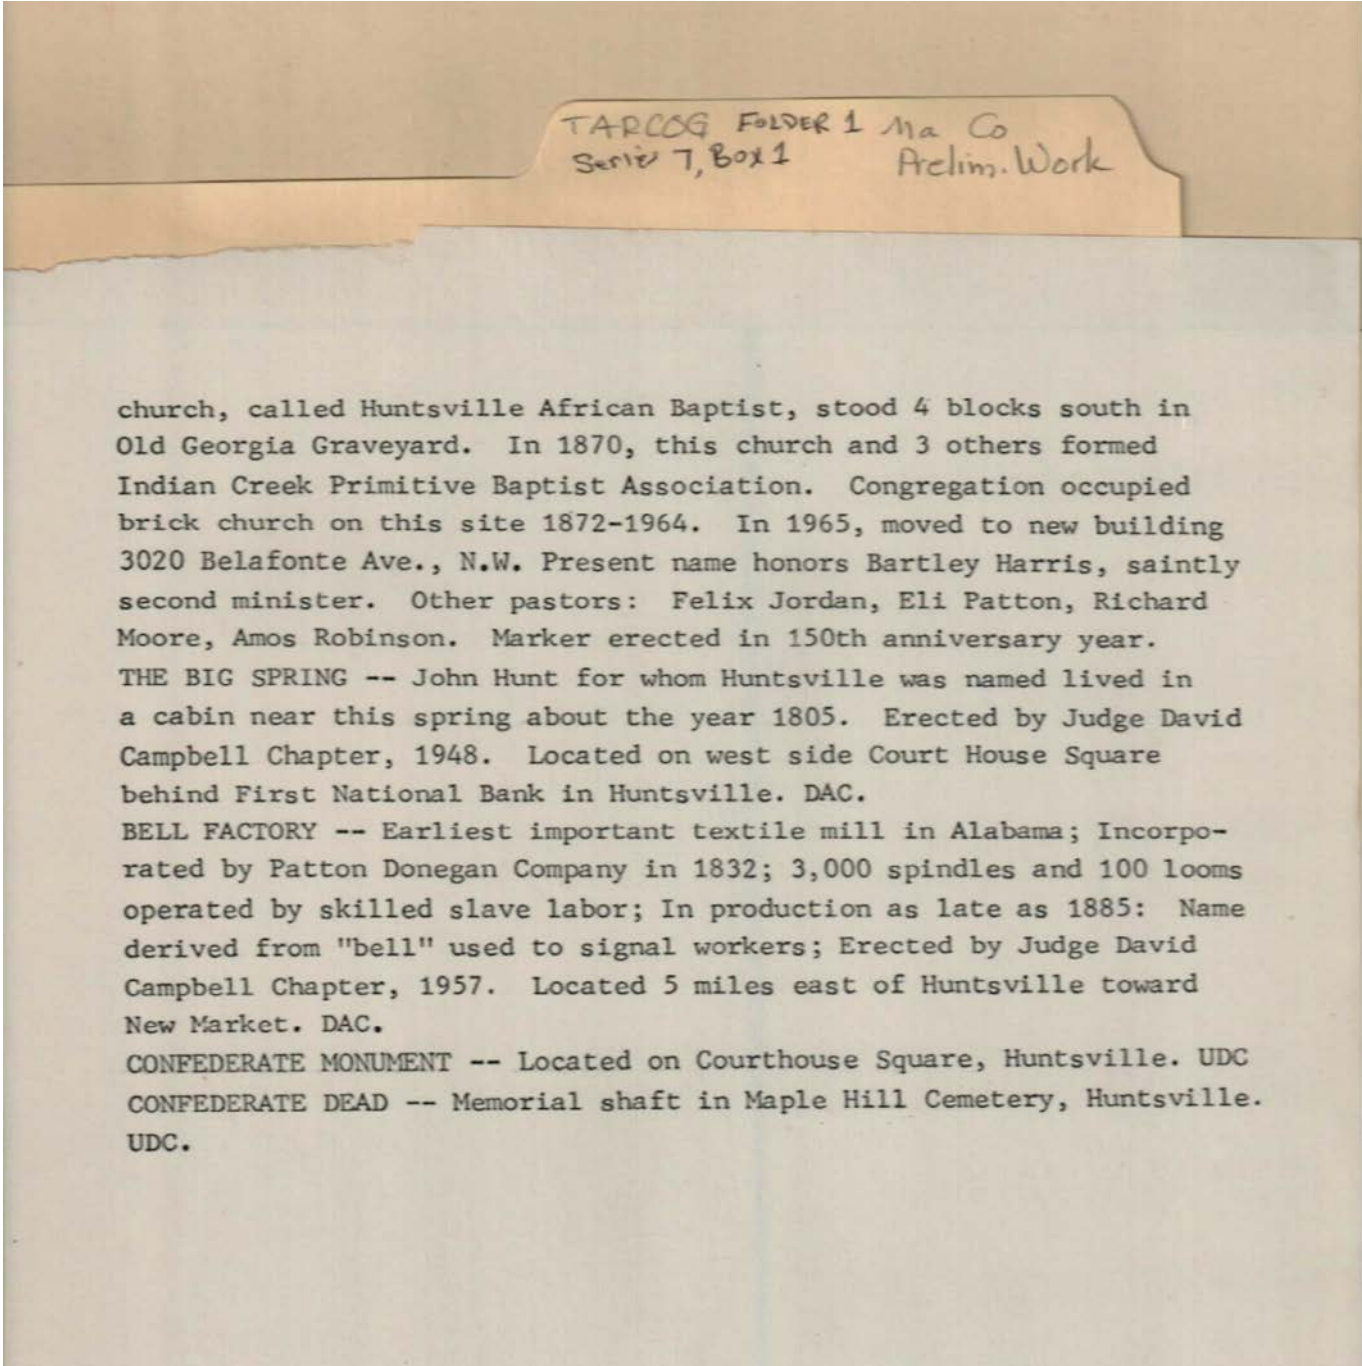 TARCOG FOLDER 1 Ma Co
Series 7, Box 1 Prelim. Work
church, called Huntsville African Baptist, stood 4 blocks south in
Old Georgia Graveyard. In 1870, this church and 3 others formed
Indian Creek Primitive Baptist Association. Congregation occupied
brick church on this site 1872-1964. In 1965, moved to new building
3020 Belafonte Ave., N.W. Present name honors Bartley Harris, saintly
second minister. Other pastors: Felix Jordan, Eli Patton, Richard
Moore, Amos Robinson. Marker erected in 150th anniversary year.
THE BIG SPRING -- John Hunt for whom Huntsville was named lived in
a cabin near this spring about the year 1805. Erected by Judge David
Campbell Chapter, 1948. Located on west side Court House Square
behind First National Bank in Huntsville. DAC.
BELL FACTORY -- Earliest important textile mill in Alabama; Incorpo-
rated by Patton Donegan Company in 1832; 3,000 spindles and 100 looms
operated by skilled slave labor; In production as late as 1885: Name
derived from "bell" used to signal workers; Erected by Judge David
Campbell Chapter, 1957. Located 5 miles east of Huntsville toward
New Market. DAC.
CONFEDERATE MONUMENT -- Located on Courthouse Square, Huntsville. UDC
CONFEDERATE DEAD -- Memorial shaft in Maple Hill Cemetery, Huntsville.
UDC.